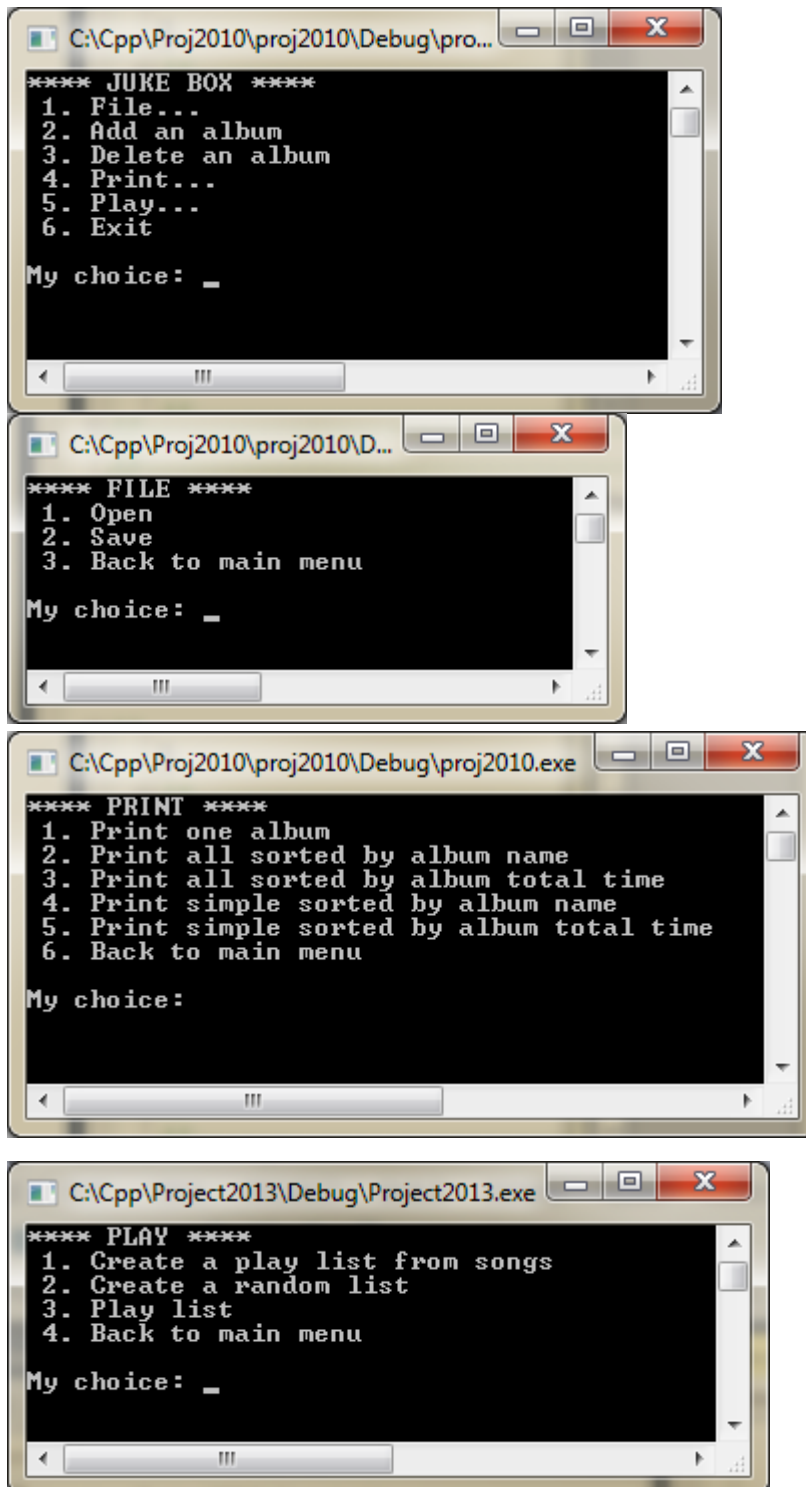 C:\Cpp\Proj2010\proj2010\Debug\pro...
**** JUKE BOX ****
1. File...
2. Add an album
3. Delete an album
4. Print...
5. Play...
6. Exit
My choice: _
C:\Cpp\Proj2010\proj2010\D...
**** FILE ****
1. Open
2. Save
3. Back to main menu
My choice: _
C:\Cpp\Proj2010\proj2010\Debug\proj2010.exe
**** PRINT ****
1. Print one album
2. Print all sorted by album name
3. Print all sorted by album total time
4. Print simple sorted by album name
5. Print simple sorted by album total time
6. Back to main menu
My choice:
C:\Cpp\Project2013\Debug\Project2013.exe
**** PLAY ****
1. Create a play list from songs
2. Create a random list
3. Play list
4. Back to main menu
My choice: _